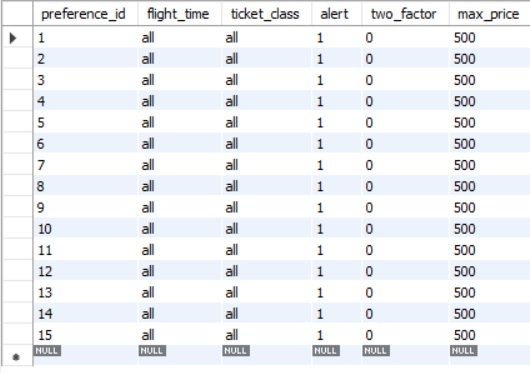 preference_id flight_time ticket_class alert two_factor max_price
1 all all 1 0 500
2 all all 1 0 500
3 all all 1 0 500
4 all all 1 0 500
5 all all 1 0 500
6 all all 1 0 500
7 all all 1 0 500
8 all all 1 0 500
9 all all 1 0 500
10 all all 1 0 500
11 all all 1 0 500
12 all all 1 0 500
13 all all 1 0 500
14 all all 1 0 500
15 all all 1 0 500
NULL NULL NULL NULL NULL NULL